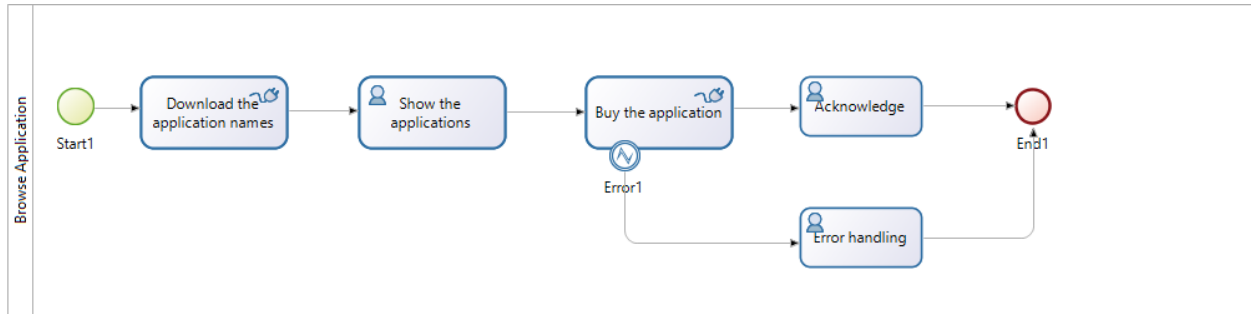 Browse Application
Start1
Download the
application names
Show the
applications
Buy the application
Error1
Acknowledge
Error handling
End1